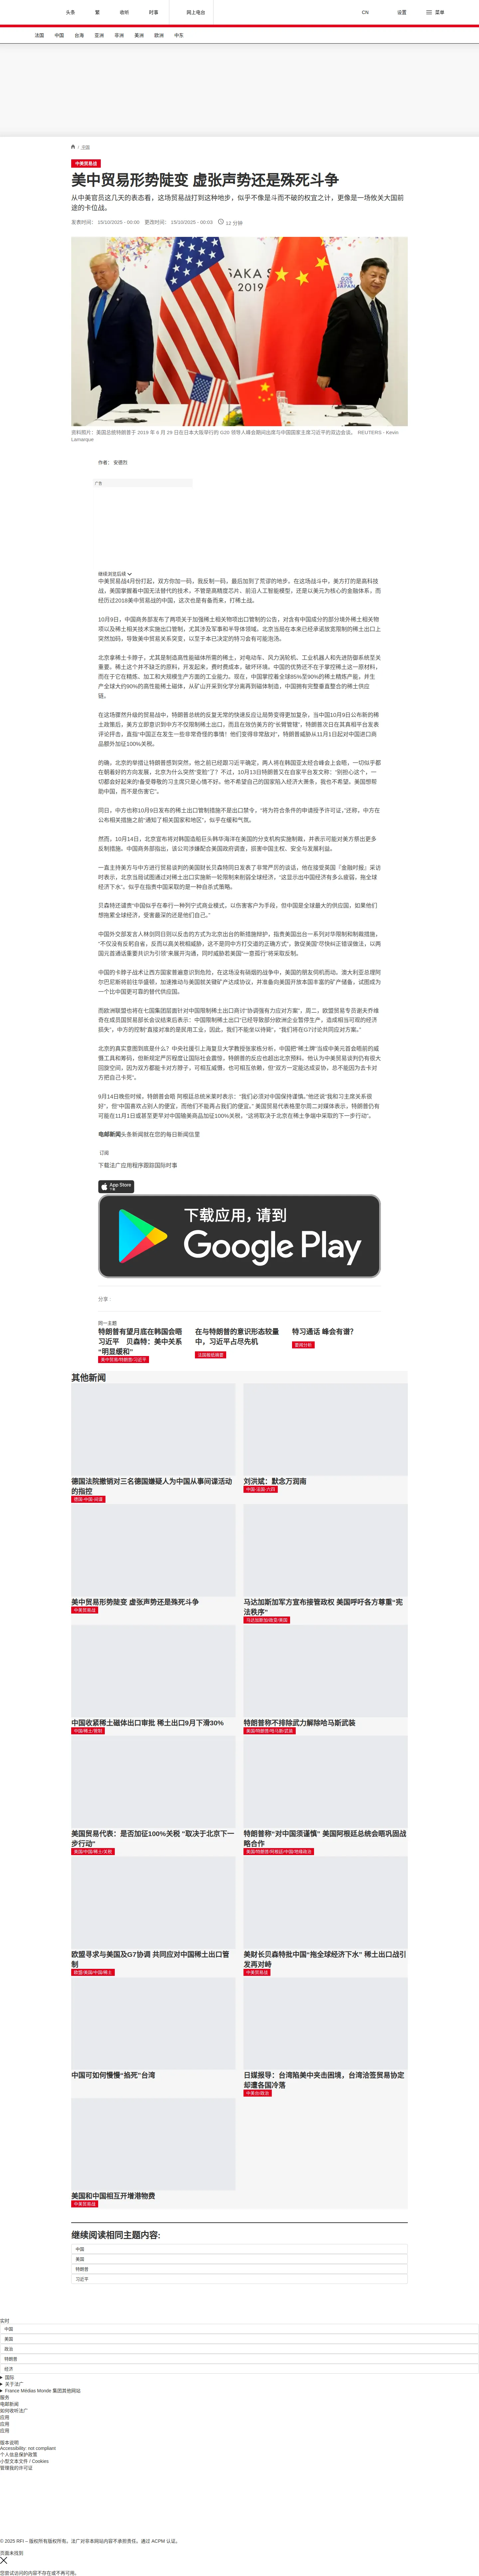 头条
繁
收听
时事
网上电台
CN
设置
菜单
法国
中国
台海
亚洲
非洲
美洲
欧洲
中东
/ 中国
中美贸易战
美中贸易形势陡变 虚张声势还是殊死斗争
从中美官员这几天的表态看，这场贸易战打到这种地步，似乎不像是斗而不破的权宜之计，更像是一场攸关大国前途的卡位战。
发表时间： 15/10/2025 - 00:00
更改时间： 15/10/2025 - 00:03
12 分钟
SAKA S
2019
G20
JAPAN
资料照片：美国总统特朗普于 2019 年 6 月 29 日在日本大阪举行的 G20 领导人峰会期间出席与中国国家主席习近平的双边会谈。 REUTERS - Kevin Lamarque
作者： 安德烈
广告
继续浏览后续
中美贸易战4月份打起，双方你加一码，我反制一码，最后加到了荒谬的地步，在这场战斗中，美方打的是高科技战，美国掌握着中国无法替代的技术，不管是高精度芯片、前沿人工智能模型，还是以美元为核心的金融体系，而经历过2018美中贸易战的中国，这次也是有备而来，打稀土战。
10月9日，中国商务部发布了两项关于加强稀土相关物项出口管制的公告，对含有中国成分的部分境外稀土相关物项以及稀土相关技术实施出口管制，尤其涉及军事和半导体领域。北京当局在本来已经承诺放宽限制的稀土出口上突然加码，导致美中贸易关系突变，以至于本已决定的特习会有可能泡汤。
北京拿稀土卡脖子，尤其是制造高性能磁体所需的稀土，对电动车、风力涡轮机、工业机器人和先进防御系统至关重要。稀土这个并不缺乏的原料，开发起来，费时费成本，破坏环境。中国的优势还不在于掌控稀土这一原材料，而在于它在精炼、加工和大规模生产方面的工业能力。现在，中国掌控着全球85%至90%的稀土精炼产能，并生产全球大约90%的高性能稀土磁体，从矿山开采到化学分离再到磁体制造，中国拥有完整垂直整合的稀土供应链。
在这场骤然升级的贸易战中，特朗普总统的反复无常的快速反应让局势变得更加复杂，当中国10月9日公布新的稀土政策后，美方立即意识到中方不仅限制稀土出口，而且在效仿美方的“长臂管辖”，特朗普次日在其真相平台发表评论抨击，直指“中国正在发生一些非常奇怪的事情！他们变得非常敌对”，特朗普威胁从11月1日起对中国进口商品额外加征100%关税。
的确，北京的举措让特朗普感到突然，他之前已经跟习近平确定，两人将在韩国亚太经合峰会上会晤，一切似乎都在朝着好的方向发展，北京为什么突然“变脸”了？不过，10月13日特朗普又在自家平台发文称：“别担心这个，一切都会好起来的!备受尊敬的习主席只是心情不好。他不希望自己的国家陷入经济大萧条，我也不希望。美国想帮助中国，而不是伤害它”。
同日，中方也称10月9日发布的稀土出口管制措施不是出口禁令，“将为符合条件的申请授予许可证。”还称，中方在公布相关措施之前“通知了相关国家和地区”，似乎在缓和气氛。
然而，10月14日，北京宣布将对韩国造船巨头韩华海洋在美国的分支机构实施制裁，并表示可能对美方祭出更多反制措施。中国商务部指出，该公司涉嫌配合美国政府调查，损害中国主权、安全与发展利益。
一直主持美方与中方进行贸易谈判的美国财长贝森特同日发表了非常严厉的谈话，他在接受英国『金融时报』采访时表示，北京当局试图通过对稀土出口实施新一轮限制来削弱全球经济，“这显示出中国经济有多么疲弱，拖全球经济下水”。似乎在指责中国采取的是一种自杀式策略。
贝森特还谴责“中国似乎在奉行一种列宁式商业模式，以伤害客户为手段，但中国是全球最大的供应国，如果他们想拖累全球经济，受害最深的还是他们自己。”
中国外交部发言人林剑同日则以反击的方式为北京出台的新措施辩护，指责美国出台一系列对华限制和制裁措施，“不仅没有反躬自省，反而以高关税相威胁，这不是同中方打交道的正确方式”，敦促美国“尽快纠正错误做法，以两国元首通话重要共识为引领”来展开沟通，同时威胁若美国“一意孤行”将采取反制。
中国的卡脖子战术让西方国家普遍意识到危险，在这场没有硝烟的战争中，美国的朋友伺机而动。澳大利亚总理阿尔巴尼斯将前往华盛顿，加速推动与美国就关键矿产达成协议，并准备向美国开放本国丰富的矿产储备，试图成为一个比中国更可靠的替代供应国。
而欧洲联盟也将在七国集团层面针对中国限制稀土出口商讨“协调强有力应对方案”，周二，欧盟贸易专员谢夫乔维奇在成员国贸易部长会议结束后表示：中国限制稀土出口“已经导致部分欧洲企业暂停生产，造成相当可观的经济损失”，中方的控制“直接对准的是民用工业，因此，我们不能坐以待毙”，“我们将在G7讨论共同应对方案。”
北京的真实意图到底是什么？中央社援引上海复旦大学教授张家栋分析，中国把“稀土牌”当成中美元首会晤前的威慑工具和筹码，但新规定严厉程度让国际社会震惊，特朗普的反应也超出北京预料。他认为中美贸易谈判仍有很大回旋空间，因为双方都能卡对方脖子，可相互威慑，也可相互依赖，但“双方一定能达成妥协，总不能因为去卡对方把自己卡死”。
9月14日晚些时候，特朗普会晤 阿根廷总统米莱时表示：“我们必须对中国保持谨慎。”他还说“我和习主席关系很好”，但“中国喜欢占别人的便宜，而他们不能再占我们的便宜。” 美国贸易代表格里尔周二对媒体表示，特朗普仍有可能在11月1日或甚至更早对中国输美商品加征100%关税，“这将取决于北京在稀土争端中采取的下一步行动”。
电邮新闻头条新闻就在您的每日新闻信里
订阅
下载法广应用程序跟踪国际时事
App Store
下载应用，请到
Google Play
分享 :
同一主题
特朗普有望月底在韩国会晤习近平 贝森特：美中关系“明显缓和”
美中贸易/特朗普/习近平
在与特朗普的意识形态较量中，习近平占尽先机
法国报纸摘要
特习通话 峰会有谱?
要闻分析
其他新闻
德国法院撤销对三名德国嫌疑人为中国从事间谍活动的指控
德国-中国-间谍
刘洪斌：默念万润南
中国-法国-六四
美中贸易形势陡变 虚张声势还是殊死斗争
中美贸易战
马达加斯加军方宣布接管政权 美国呼吁各方尊重“宪法秩序”
马达加斯加/政变/美国
中国收紧稀土磁体出口审批 稀土出口9月下滑30%
中国/稀土/管制
特朗普称不排除武力解除哈马斯武装
美国/特朗普/哈马斯/武装
美国贸易代表：是否加征100%关税 “取决于北京下一步行动”
美国/中国/稀土/关税
特朗普称“对中国须谨慎” 美国阿根廷总统会晤巩固战略合作
美国/特朗普/阿根廷/中国/地缘政治
欧盟寻求与美国及G7协调 共同应对中国稀土出口管制
欧盟/美国/中国/稀土
美财长贝森特批中国“拖全球经济下水” 稀土出口战引发再对峙
中美贸易战
中国可如何慢慢“掐死”台湾
日媒报导：台湾陷美中夹击困境，台湾洽签贸易协定却遭各国冷落
中美台/政治
美国和中国相互开增港物费
中美贸易战
继续阅读相同主题内容:
中国
美国
特朗普
习近平
实时
中国
美国
政治
特朗普
经济
国际
关于法广
France Médias Monde 集团其他网站
服务
电邮新闻
如何收听法广
应用
应用
应用
版本说明
Accessibility: not compliant
个人信息保护政策
小型文本文件 / Cookies
管理我的许可证
© 2025 RFI – 版权所有版权所有。法广对非本网站内容不承担责任。通过 ACPM 认证。
页面未找到
您尝试访问的内容不存在或不再可用。